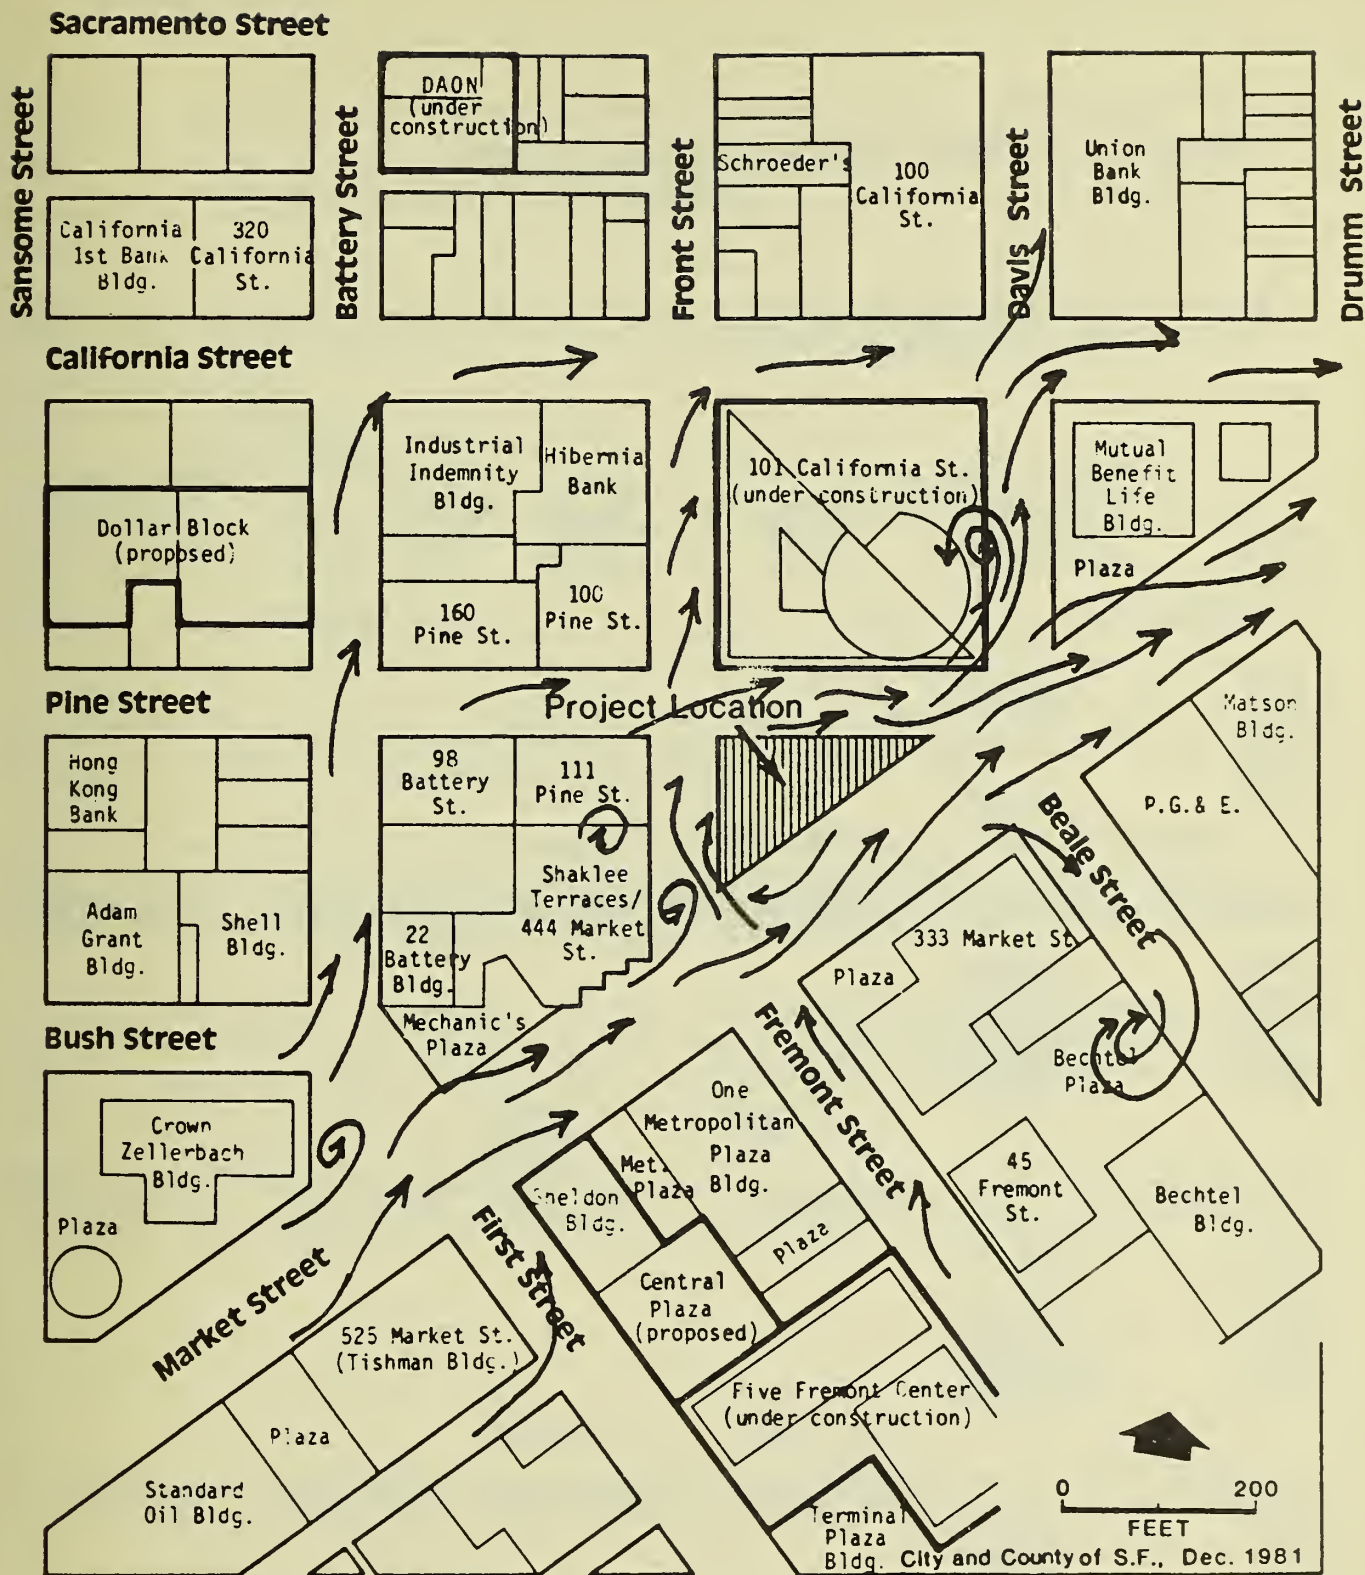 Sacramento Street
Sansome Street
Battery Street
Front Street
Davis Street
Drumm Street
DAON
(under
construction)
Schroeder's
100
California
St.
Union
Bank
Bldg.
California
1st Bank
Bldg.
320
California
St.
California Street
Industrial
Indemnity
Bldg.
Hibernia
Bank
101 California St.
(under construction)
Mutual
Benefit
Life
Bldg.
Plaza
Dollar Block
(proposed)
160
Pine St.
100
Pine St.
Pine Street
Project Location
Matson
Bldg.
Hong
Kong
Bank
98
Battery
St.
111
Pine St.
P.G.& E.
Beale Street
Adam
Grant
Bldg.
Shell
Bldg.
Shaklee
Terraces/
444 Market
St.
22
Battery
Bldg.
333 Market St
Plaza
Bush Street
Mechanic's
Plaza
Fremont Street
Bechtel
Plaza
Crown
Zellerbach
Bldg.
Plaza
One
Metropolitan
Plaza
Bldg.
Met.
Plaza
Sheldon
Bldg.
45
Fremont
St.
Bechtel
Bldg.
Plaza
Market Street
First Street
Central
Plaza
(proposed)
525 Market St.
(Tishman Bldg.)
Five Fremont Center
(under construction)
Plaza
Standard
Oil Bldg.
Terminal
Plaza
Bldg.
0 200
FEET
City and County of S.F., Dec. 1981